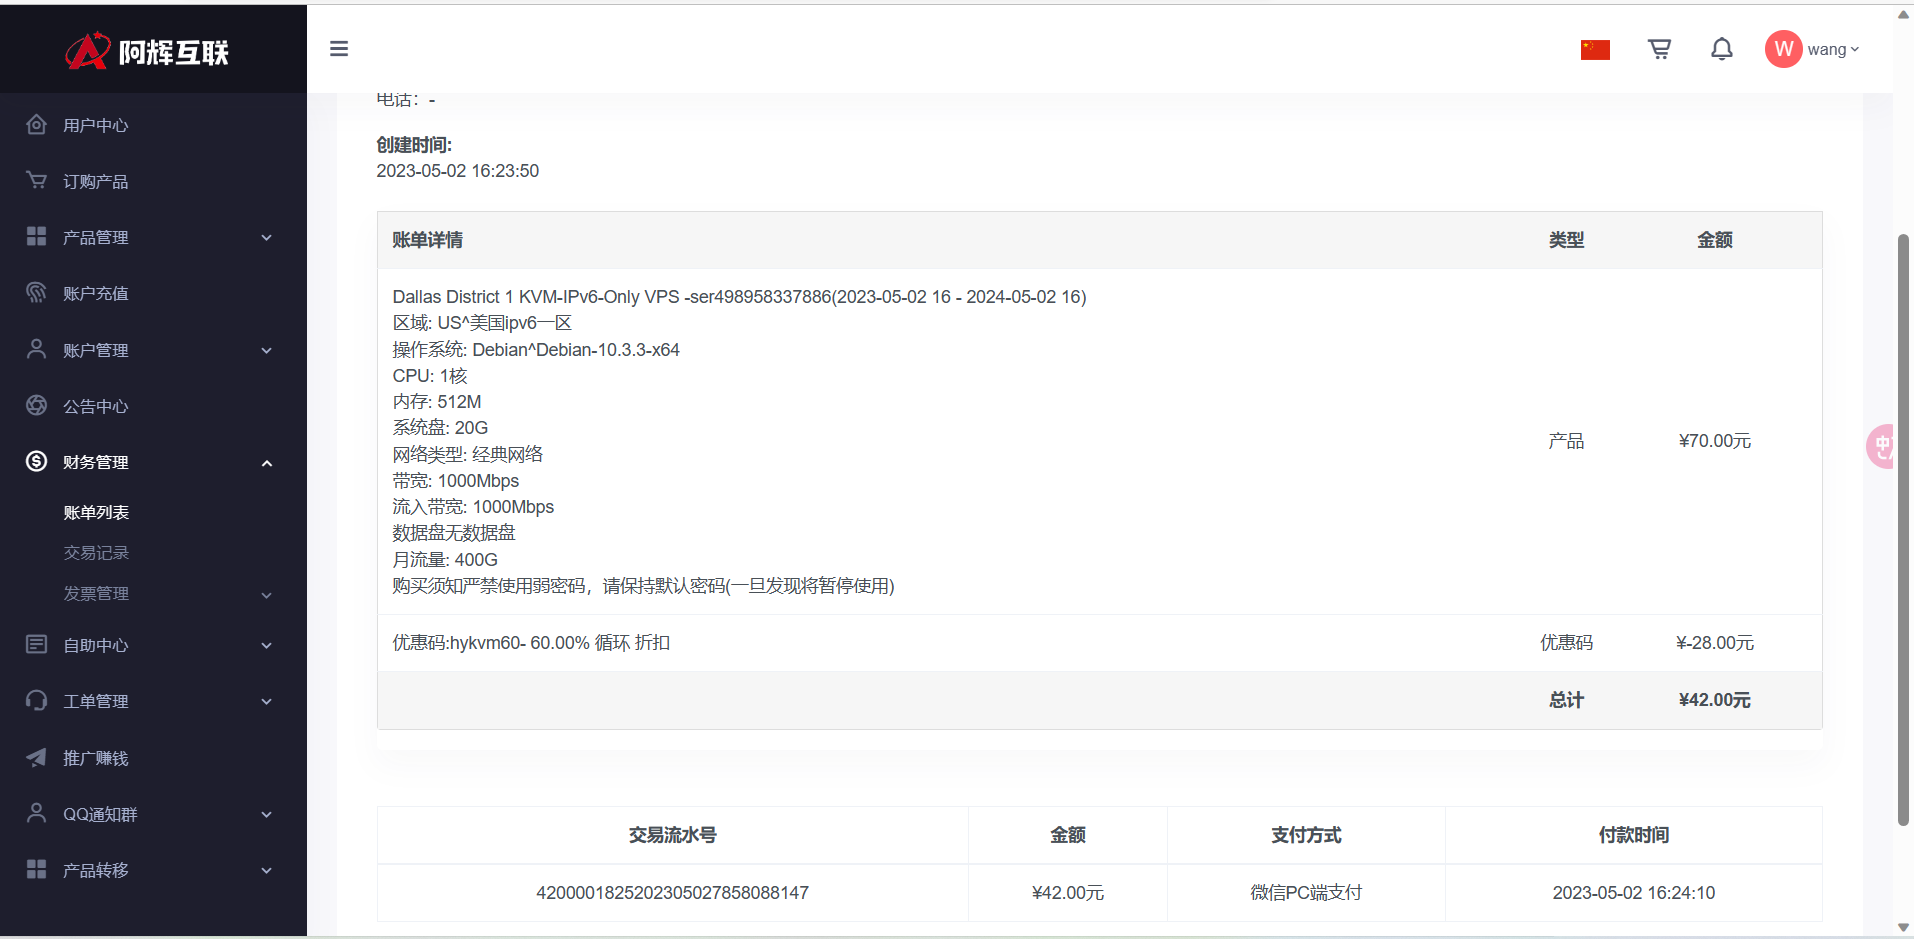 阿辉互联
W
wang
用户中心
订购产品
产品管理
账户充值
账户管理
公告中心
财务管理
账单列表
交易记录
发票管理
自助中心
工单管理
推广赚钱
QQ通知群
产品转移
电话：-
创建时间:
2023-05-02 16:23:50
账单详情 类型 金额
Dallas District 1 KVM-IPv6-Only VPS -ser498958337886(2023-05-02 16 - 2024-05-02 16)
区域: US^美国ipv6一区
操作系统: Debian^Debian-10.3.3-x64
CPU: 1核
内存: 512M
系统盘: 20G
产品 ¥70.00元
网络类型: 经典网络
带宽: 1000Mbps
流入带宽: 1000Mbps
数据盘无数据盘
月流量: 400G
购买须知严禁使用弱密码，请保持默认密码(一旦发现将暂停使用)
优惠码:hykvm60- 60.00% 循环 折扣 优惠码 ¥-28.00元
总计 ¥42.00元
交易流水号 金额 支付方式 付款时间
4200001825202305027858088147 ¥42.00元 微信PC端支付 2023-05-02 16:24:10
中